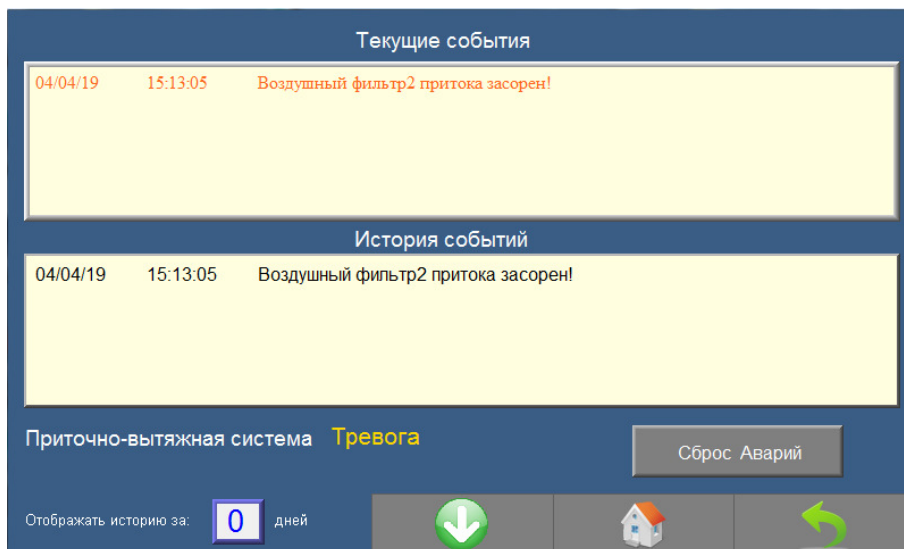 Текущие события
04/04/19 15:13:05 Воздушный фильтр2 притока засорен!
История событий
04/04/19 15:13:05 Воздушный фильтр2 притока засорен!
Приточно-вытяжная система Тревога
Сброс Аварий
Отображать историю за: 0 дней